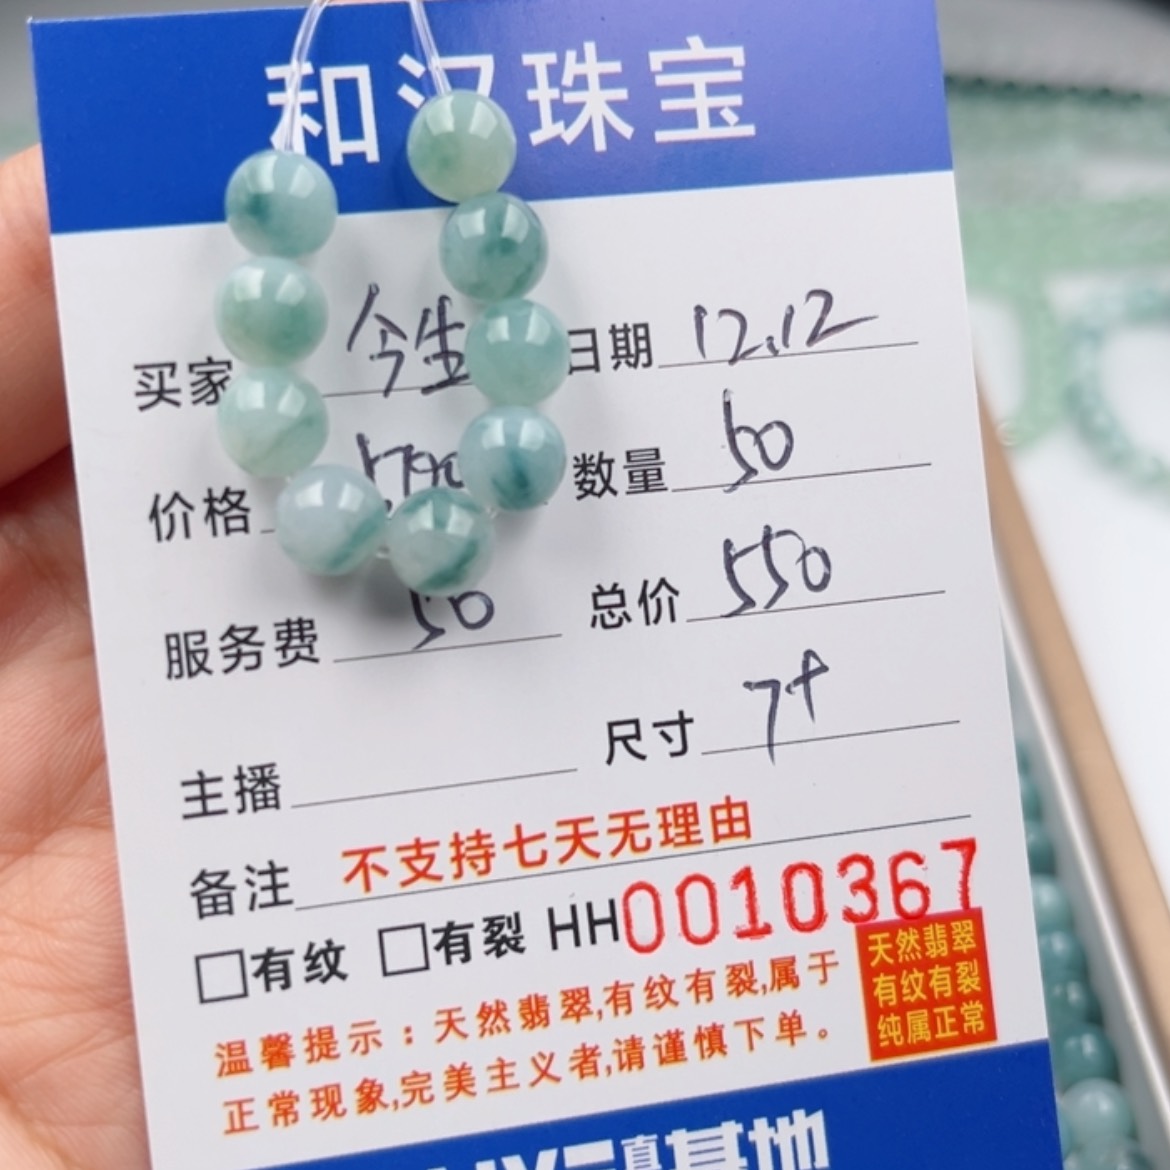 和汉珠宝
买家 今生 日期 12.12
价格 数量 50
服务费 50 总价 550
主播 尺寸 7+
备注 不支持七天无理由
□有纹 □有裂 HH0010367
温馨提示：天然翡翠,有纹有裂,属于
正常现象,完美主义者,请谨慎下单。
天然翡翠
有纹有裂
纯属正常
基地